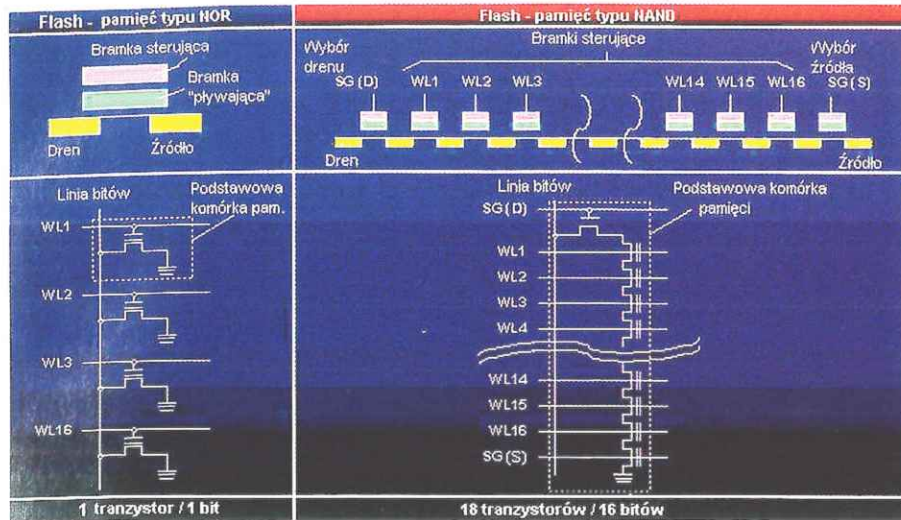 Flash - pamięć typu NOR
Flash - pamięć typu NAND
Bramka sterująca
Bramka
"pływająca"
Dren
Źródło
Wybór
drenu
Bramki sterujące
Wybór
źródła
SG (D)
WL1
WL2
WL3
WL14
WL15
WL16
SG (S)
Dren
Źródło
Linia bitów
Podstawowa
komórka pam.
WL1
WL2
WL3
WL16
Linia bitów
Podstawowa komórka
pamięci
SG (D)
WL1
WL2
WL3
WL4
WL14
WL15
WL16
SG (S)
1 tranzystor / 1 bit
18 tranzystorów / 16 bitów